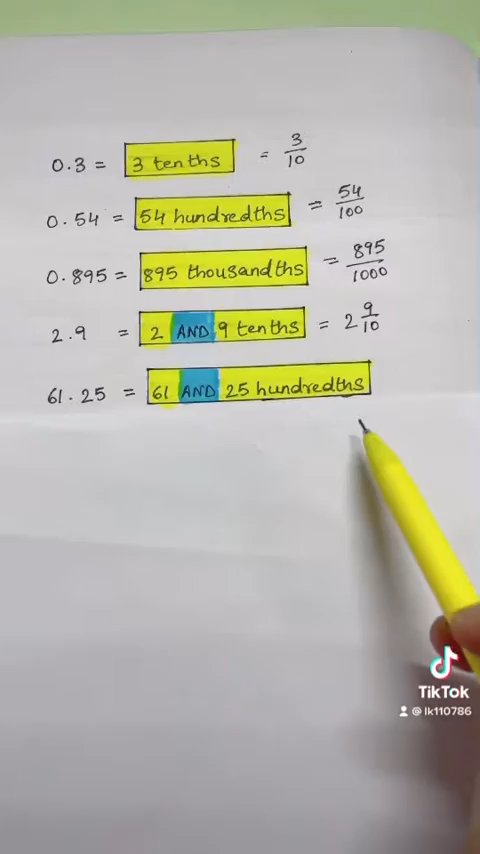 0.3 = 3 tenths = 3/10
0.54 = 54 hundredths = 54/100
0.895 = 895 thousandths = 895/1000
2.9 = 2 AND 9 tenths = 2 9/10
61.25 = 61 AND 25 hundredths
TikTok
@lk110786